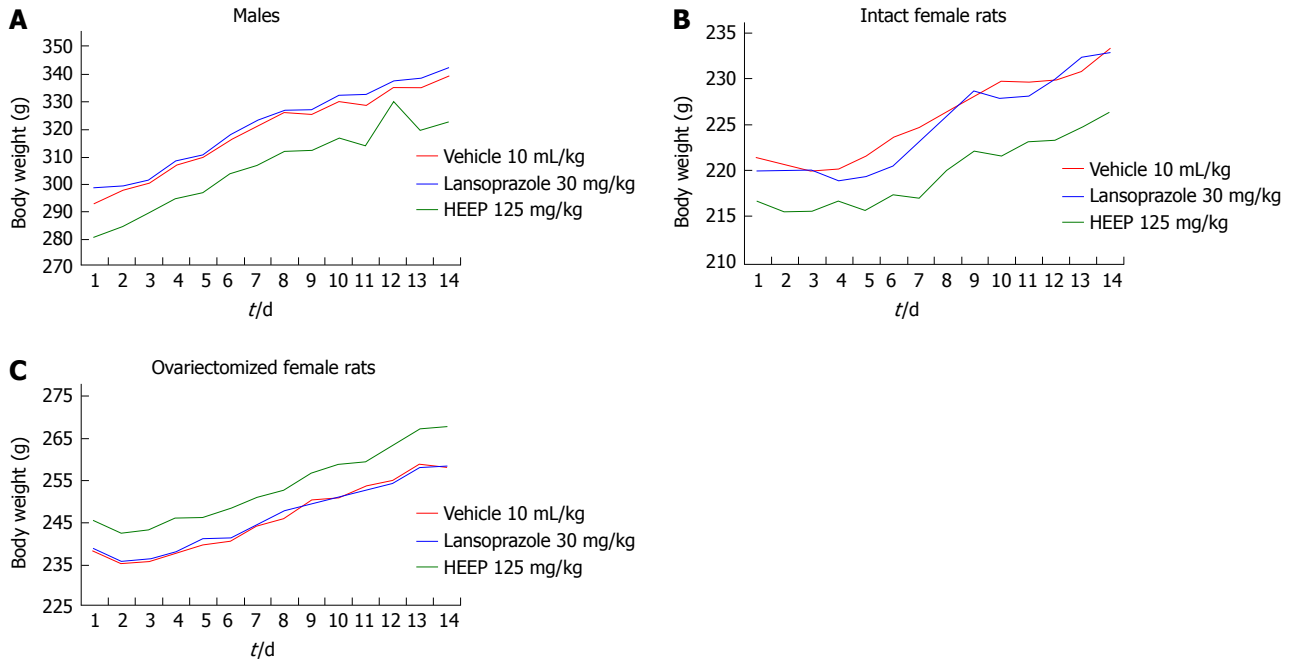 A
Males
Body weight (g)
350
340
330
320
310
300
290
280
270
1 2 3 4 5 6 7 8 9 10 11 12 13 14
t/d
Vehicle 10 mL/kg
Lansoprazole 30 mg/kg
HEEP 125 mg/kg
B
Intact female rats
Body weight (g)
235
230
225
220
215
210
1 2 3 4 5 6 7 8 9 10 11 12 13 14
t/d
Vehicle 10 mL/kg
Lansoprazole 30 mg/kg
HEEP 125 mg/kg
C
Ovariectomized female rats
Body weight (g)
275
265
255
245
235
225
1 2 3 4 5 6 7 8 9 10 11 12 13 14
t/d
Vehicle 10 mL/kg
Lansoprazole 30 mg/kg
HEEP 125 mg/kg